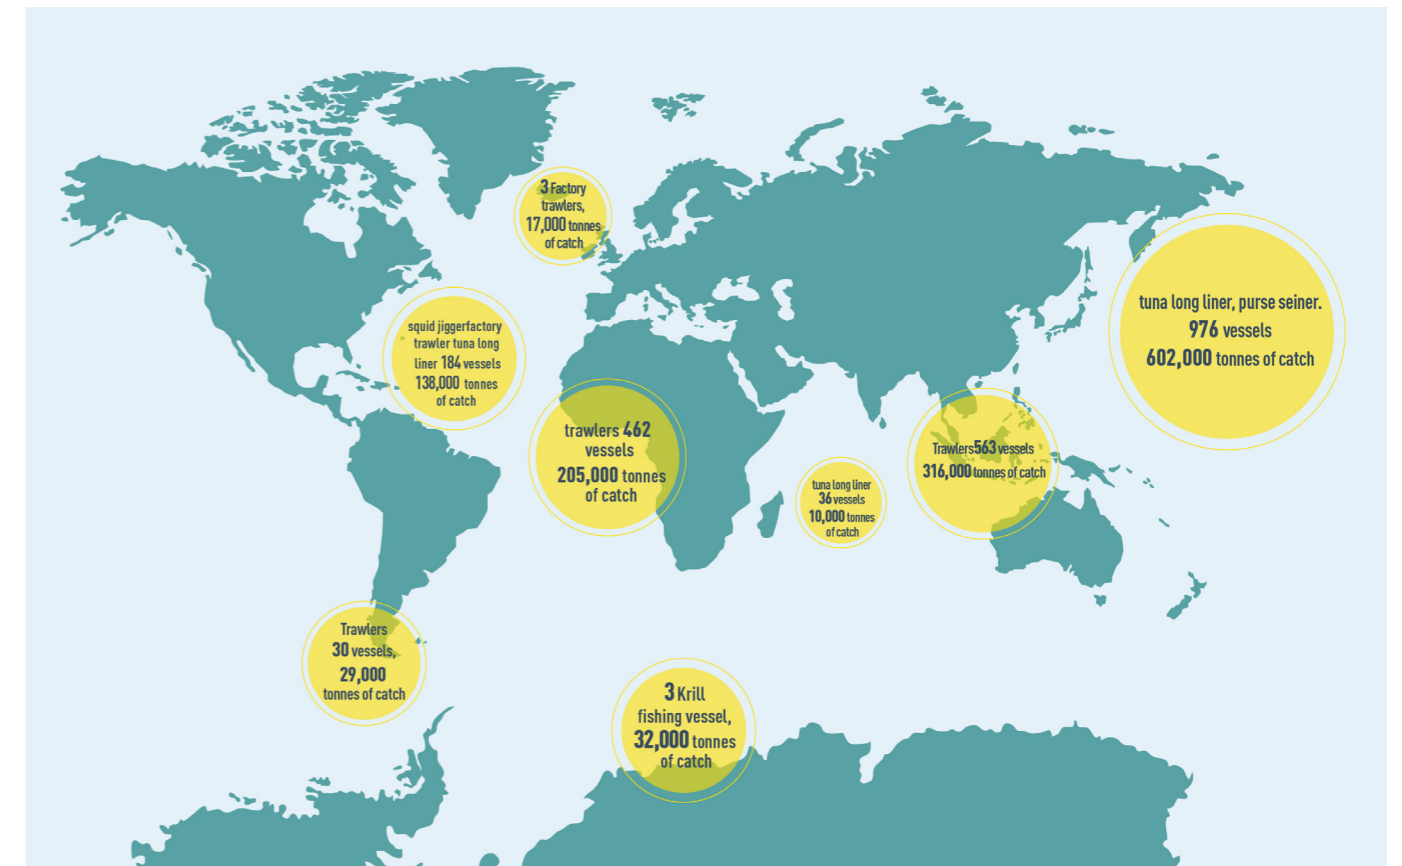 3 Factory
trawlers,
17,000 tonnes
of catch
squid jiggerfactory
trawler tuna long
liner 184 vessels
138,000 tonnes
of catch
tuna long liner, purse seiner.
976 vessels
602,000 tonnes of catch
trawlers 462
vessels
205,000 tonnes
of catch
Trawlers563 vessels
316,000 tonnes of catch
tuna long liner
36 vessels
10,000 tonnes
of catch
Trawlers
30 vessels,
29,000
tonnes of catch
3 Krill
fishing vessel,
32,000 tonnes
of catch